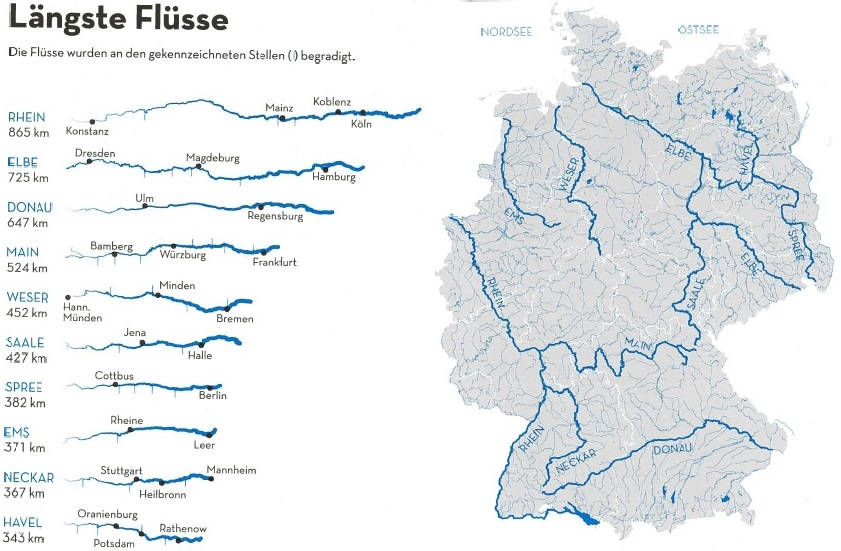 Längste Flüsse
Die Flüsse wurden an den gekennzeichneten Stellen (|) begradigt.
RHEIN
865 km
Konstanz
Mainz
Koblenz
Köln
ELBE
725 km
Dresden
Magdeburg
Hamburg
DONAU
647 km
Ulm
Regensburg
MAIN
524 km
Bamberg
Würzburg
Frankfurt
WESER
452 km
Hann.
Münden
Minden
Bremen
SAALE
427 km
Jena
Halle
SPREE
382 km
Cottbus
Berlin
EMS
371 km
Rheine
Leer
NECKAR
367 km
Stuttgart
Heilbronn
Mannheim
HAVEL
343 km
Oranienburg
Potsdam
Rathenow
NORDSEE
OSTSEE
ELBE
HAVEL
WESER
EMS
SPREE
ELBE
RHEIN
SAALE
MAIN
RHEIN
NECKAR
DONAU